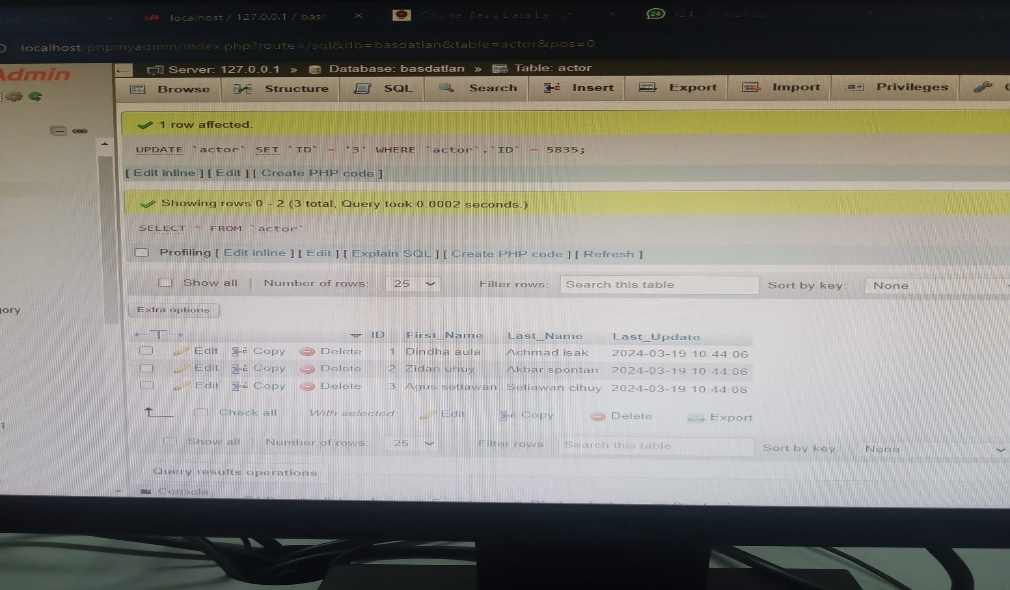 localhost / 127.0.0.1 / basd
24
localhost/phpmyadmin/index.php?route=/sql&db=basdatlan&table=actor&pos=0
Admin
Server: 127.0.0.1 » Database: basdatlan » Table: actor
Browse Structure SQL Search Insert Export Import Privileges
1 row affected.
UPDATE `actor` SET `ID` = '3' WHERE `actor`.`ID` = 5835;
[ Edit inline ] [ Edit ] [ Create PHP code ]
Showing rows 0 - 2 (3 total, Query took 0.0002 seconds.)
SELECT * FROM `actor`
Profiling [ Edit inline ] [ Edit ] [ Explain SQL ] [ Create PHP code ] [ Refresh ]
Show all | Number of rows: 25 Filter rows: Search this table Sort by key: None
Extra options
ory
←T→ ID First_Name Last_Name Last_Update
Edit Copy Delete 1 Dindha aula Achmad isak 2024-03-19 10:44:06
Edit Copy Delete 2 Zidan uhuy Akbar spontan 2024-03-19 10:44:06
Edit Copy Delete 3 Agus setiawan Setiawan cihuy 2024-03-19 10:44:06
Check all With selected Edit Copy Delete Export
Show all | Number of rows: 25 Filter rows: Search this table Sort by key: None
Query results operations
Console